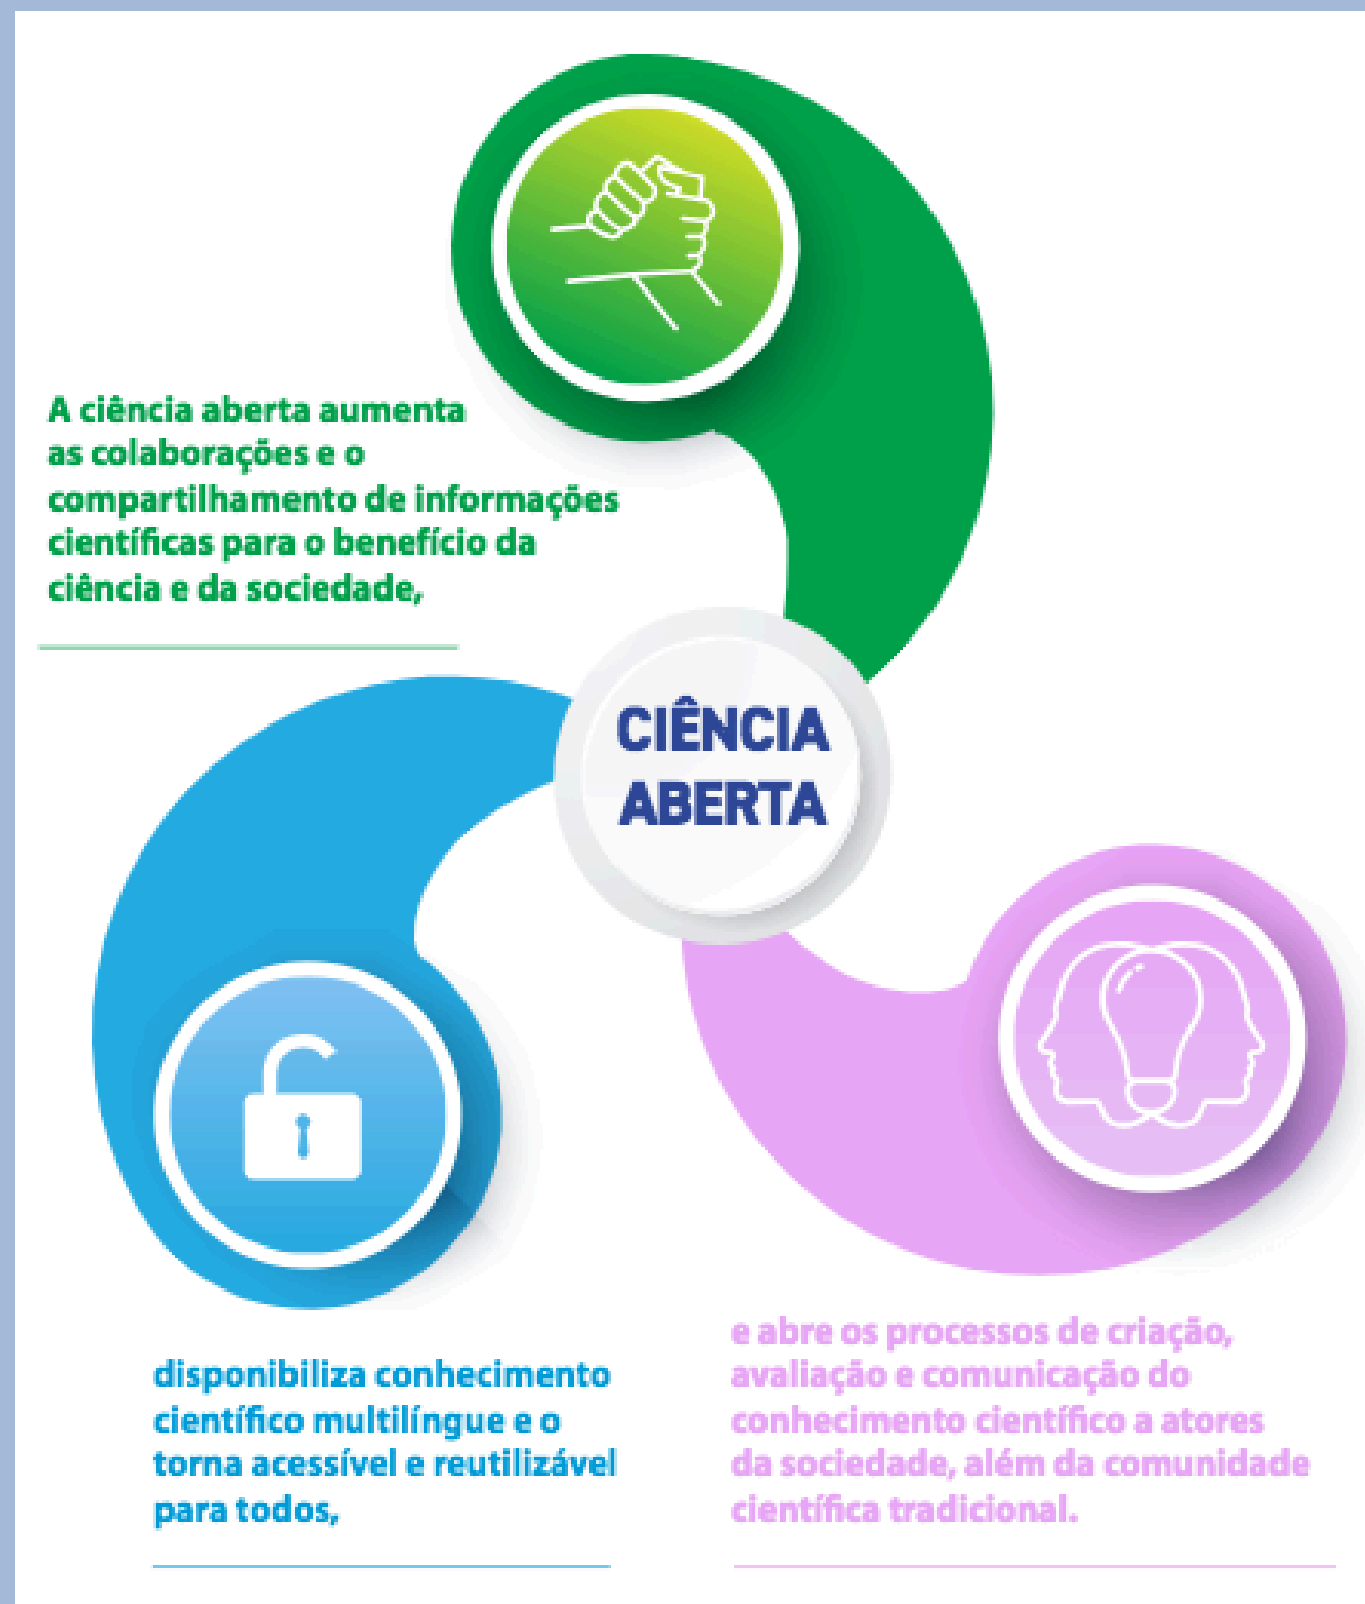 A ciência aberta aumenta
as colaborações e o
compartilhamento de informações
científicas para o benefício da
ciência e da sociedade,
CIÊNCIA
ABERTA
disponibiliza conhecimento
científico multilíngue e o
torna acessível e reutilizável
para todos,
e abre os processos de criação,
avaliação e comunicação do
conhecimento científico a atores
da sociedade, além da comunidade
científica tradicional.